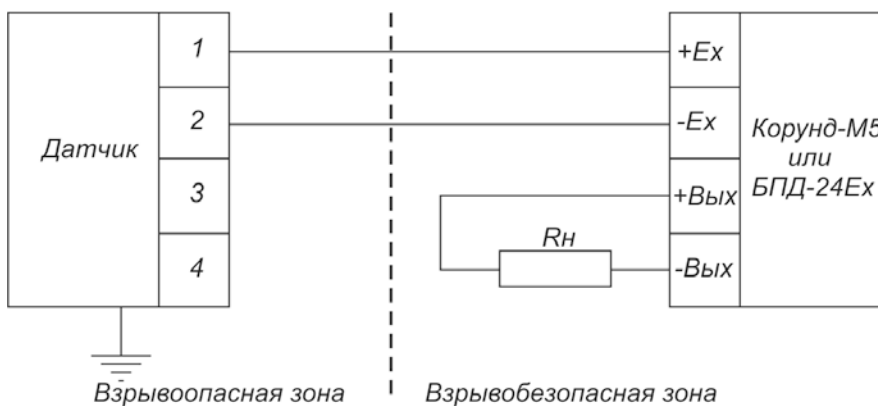 Датчик
1
2
3
4
+Ex
-Ex
+Вых
-Вых
Rн
Корунд-М5
или
БПД-24Ex
Взрывоопасная зона
Взрывобезопасная зона